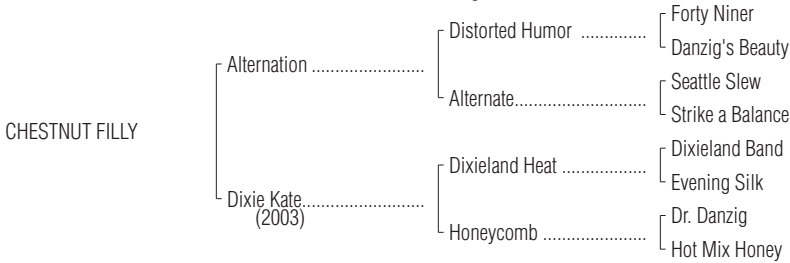 Forty Niner
Distorted Humor ..............
Danzig's Beauty
Alternation ........................
Seattle Slew
Alternate............................
Strike a Balance
CHESTNUT FILLY
Dixieland Band
Dixieland Heat ..................
Evening Silk
Dixie Kate..........................
(2003)
Dr. Danzig
Honeycomb ......................
Hot Mix Honey